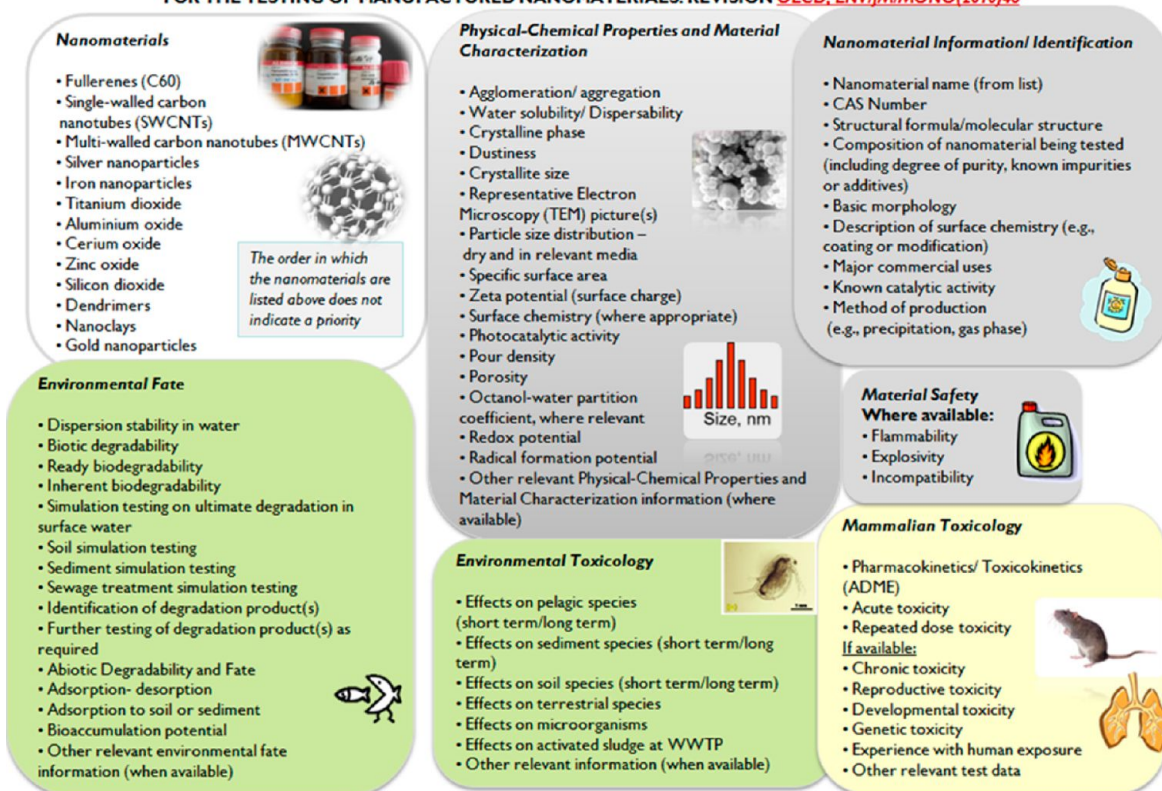 FOR THE TESTING OF MANUFACTURED NANOMATERIALS: REVISION OECD, ENV/JM/MONO(2010)46
Nanomaterials
• Fullerenes (C60)
• Single-walled carbon
nanotubes (SWCNTs)
• Multi-walled carbon nanotubes (MWCNTs)
• Silver nanoparticles
• Iron nanoparticles
• Titanium dioxide
• Aluminium oxide
• Cerium oxide
• Zinc oxide
• Silicon dioxide
• Dendrimers
• Nanoclays
• Gold nanoparticles
The order in which
the nanomaterials are
listed above does not
indicate a priority
Physical-Chemical Properties and Material
Characterization
• Agglomeration/ aggregation
• Water solubility/ Dispersability
• Crystalline phase
• Dustiness
• Crystallite size
• Representative Electron
Microscopy (TEM) picture(s)
• Particle size distribution –
dry and in relevant media
• Specific surface area
• Zeta potential (surface charge)
• Surface chemistry (where appropriate)
• Photocatalytic activity
• Pour density
• Porosity
• Octanol-water partition
coefficient, where relevant
• Redox potential
• Radical formation potential
• Other relevant Physical-Chemical Properties and
Material Characterization information (where
available)
Size, nm
Nanomaterial Information/ Identification
• Nanomaterial name (from list)
• CAS Number
• Structural formula/molecular structure
• Composition of nanomaterial being tested
(including degree of purity, known impurities
or additives)
• Basic morphology
• Description of surface chemistry (e.g.,
coating or modification)
• Major commercial uses
• Known catalytic activity
• Method of production
(e.g., precipitation, gas phase)
Material Safety
Where available:
• Flammability
• Explosivity
• Incompatibility
Environmental Fate
• Dispersion stability in water
• Biotic degradability
• Ready biodegradability
• Inherent biodegradability
• Simulation testing on ultimate degradation in
surface water
• Soil simulation testing
• Sediment simulation testing
• Sewage treatment simulation testing
• Identification of degradation product(s)
• Further testing of degradation product(s) as
required
• Abiotic Degradability and Fate
• Adsorption- desorption
• Adsorption to soil or sediment
• Bioaccumulation potential
• Other relevant environmental fate
information (when available)
Environmental Toxicology
• Effects on pelagic species
(short term/long term)
• Effects on sediment species (short term/long
term)
• Effects on soil species (short term/long term)
• Effects on terrestrial species
• Effects on microorganisms
• Effects on activated sludge at WWTP
• Other relevant information (when available)
Mammalian Toxicology
• Pharmacokinetics/ Toxicokinetics
(ADME)
• Acute toxicity
• Repeated dose toxicity
If available:
• Chronic toxicity
• Reproductive toxicity
• Developmental toxicity
• Genetic toxicity
• Experience with human exposure
• Other relevant test data